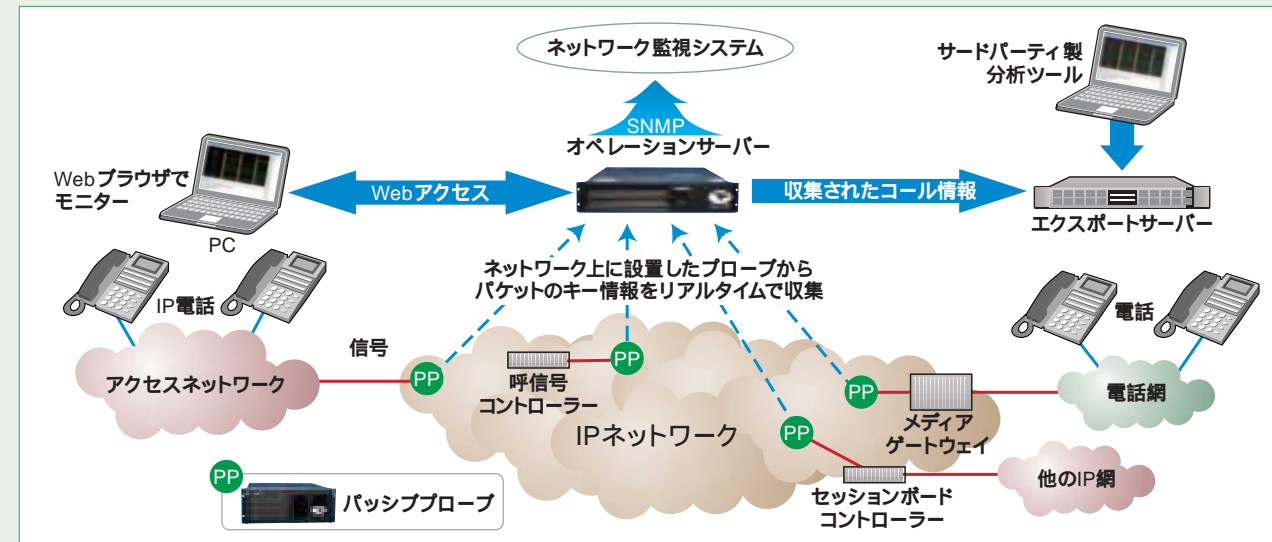 ネットワーク監視システム
サードパーティ製
分析ツール
SNMP
オペレーションサーバー
Webブラウザで
モニター
Webアクセス
収集されたコール情報
エクスポートサーバー
PC
ネットワーク上に設置したプローブから
パケットのキー情報をリアルタイムで収集
IP電話
電話
信号
アクセスネットワーク
PP
呼信号
コントローラー
PP
PP
メディア
ゲートウェイ
電話網
IPネットワーク
PP
セッションボード
コントローラー
他のIP網
PP
パッシブプローブ